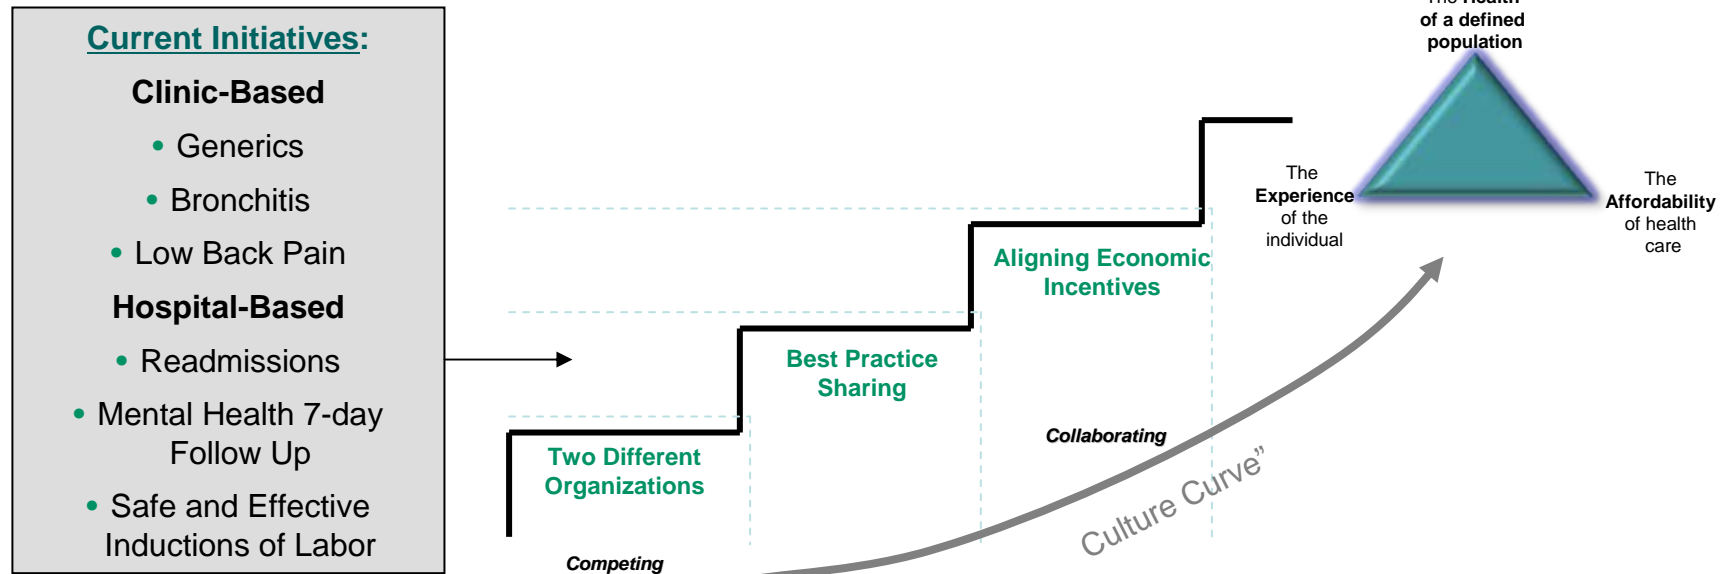 Current Initiatives:
Clinic-Based
• Generics
• Bronchitis
• Low Back Pain
Hospital-Based
• Readmissions
• Mental Health 7-day
Follow Up
• Safe and Effective
Inductions of Labor
Two Different
Organizations
Competing
Best Practice
Sharing
Aligning Economic
Incentives
Collaborating
Culture Curve”
The Health
of a defined
population
The
Experience
of the
individual
The
Affordability
of health
care